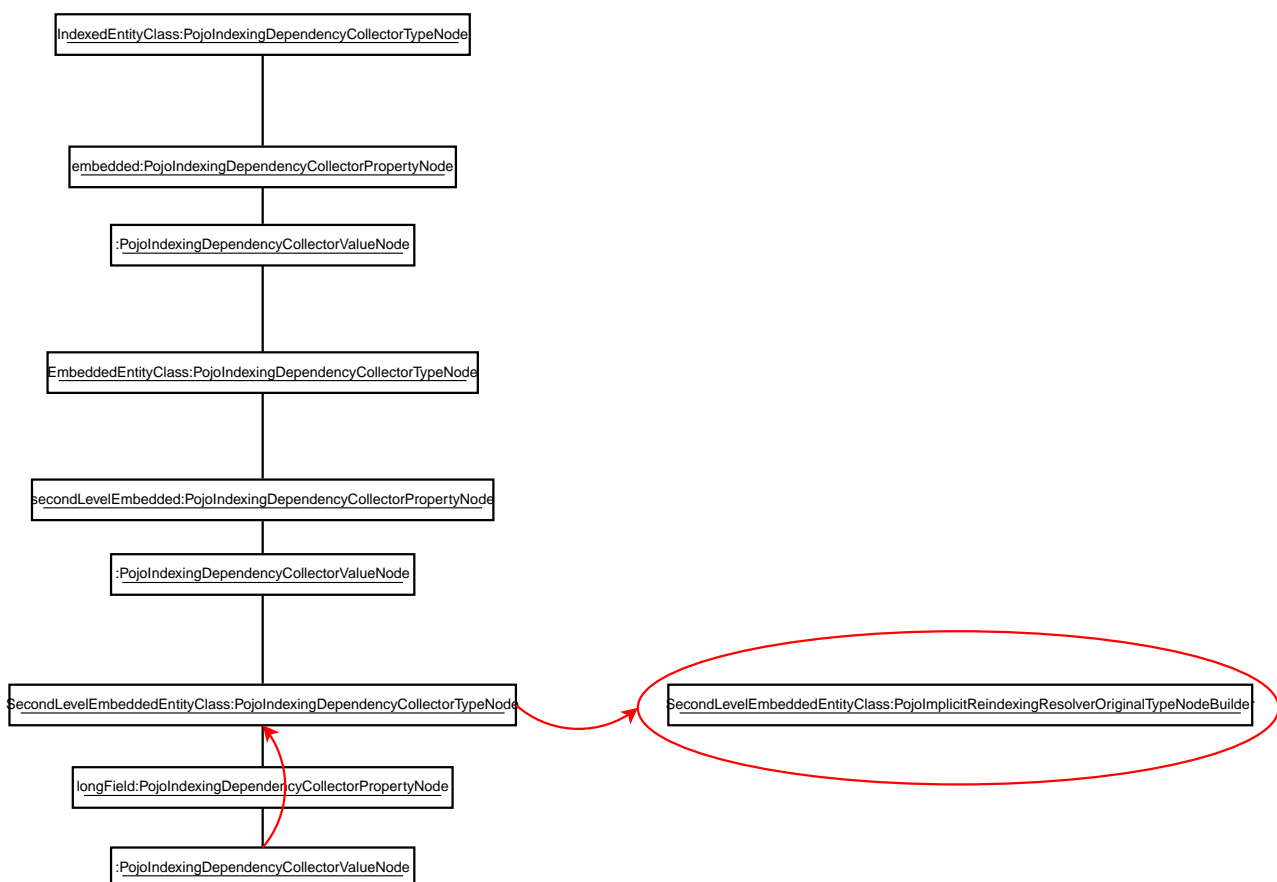 IndexedEntityClass:PojoIndexingDependencyCollectorTypeNode
embedded:PojoIndexingDependencyCollectorPropertyNode
:PojoIndexingDependencyCollectorValueNode
EmbeddedEntityClass:PojoIndexingDependencyCollectorTypeNode
secondLevelEmbedded:PojoIndexingDependencyCollectorPropertyNode
:PojoIndexingDependencyCollectorValueNode
SecondLevelEmbeddedEntityClass:PojoIndexingDependencyCollectorTypeNode
SecondLevelEmbeddedEntityClass:PojoImplicitReindexingResolverOriginalTypeNodeBuilder
longField:PojoIndexingDependencyCollectorPropertyNode
:PojoIndexingDependencyCollectorValueNode